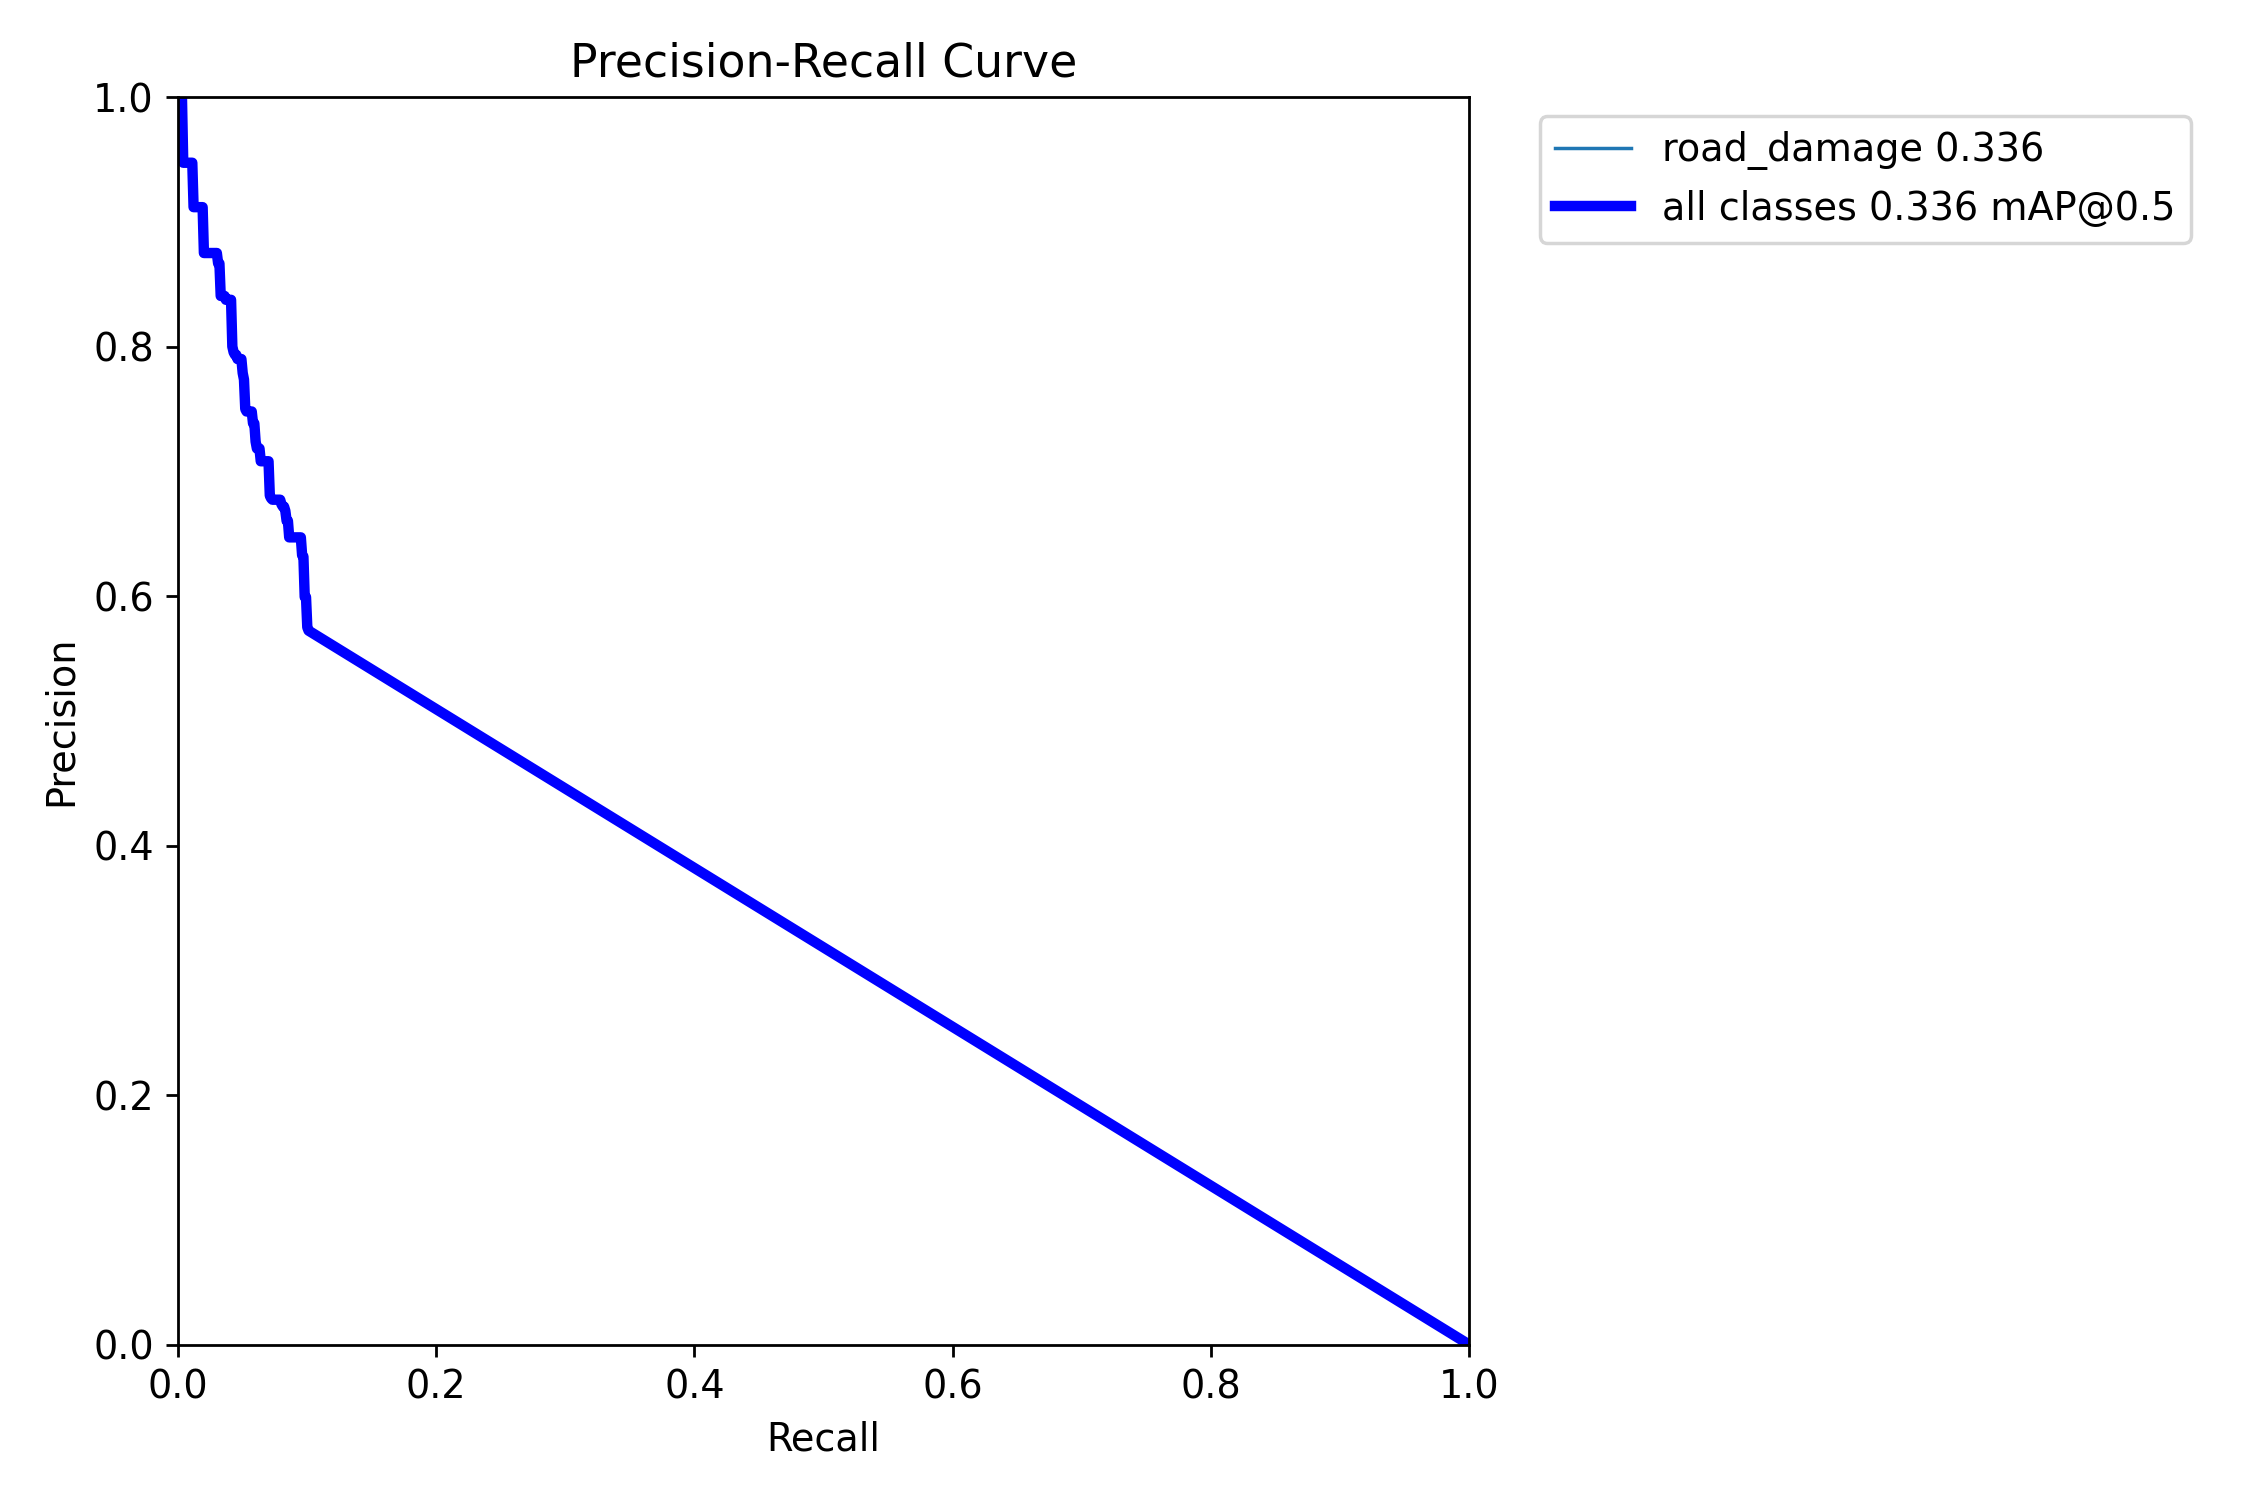 Precision-Recall Curve
road_damage 0.336
all classes 0.336 mAP@0.5
Precision
1.0
0.8
0.6
0.4
0.2
0.0
0.0 0.2 0.4 0.6 0.8 1.0
Recall